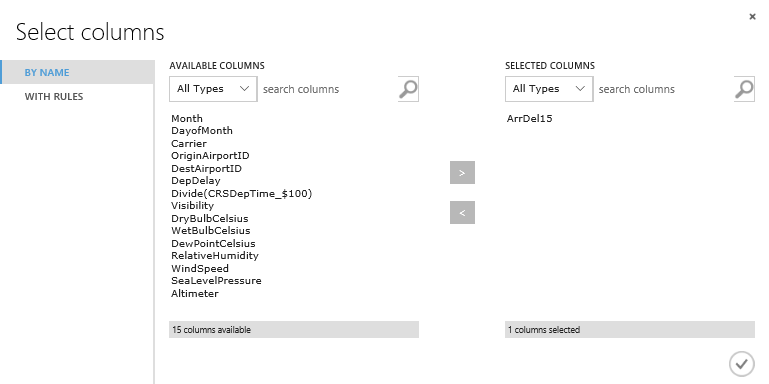 Select columns
BY NAME
WITH RULES
AVAILABLE COLUMNS
All Types
search columns
Month
DayofMonth
Carrier
OriginAirportID
DestAirportID
DepDelay
Divide(CRSDepTime_$100)
Visibility
DryBulbCelsius
WetBulbCelsius
DewPointCelsius
RelativeHumidity
WindSpeed
SeaLevelPressure
Altimeter
15 columns available
>
<
SELECTED COLUMNS
All Types
search columns
ArrDel15
1 columns selected